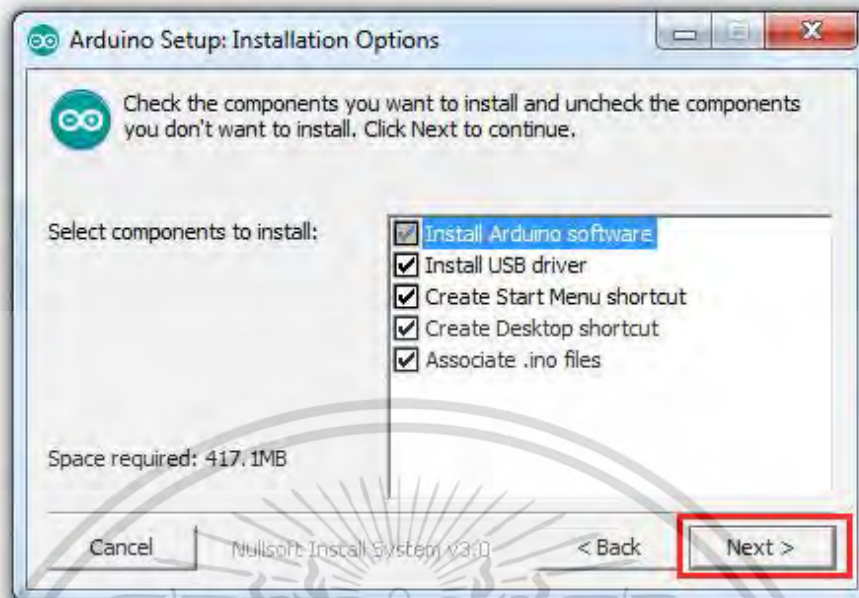 Arduino Setup: Installation Options
Check the components you want to install and uncheck the components
you don't want to install. Click Next to continue.
Select components to install:
Install Arduino software
Install USB driver
Create Start Menu shortcut
Create Desktop shortcut
Associate .ino files
Space required: 417.1MB
Cancel Nullsoft Install System v3.0 < Back Next >